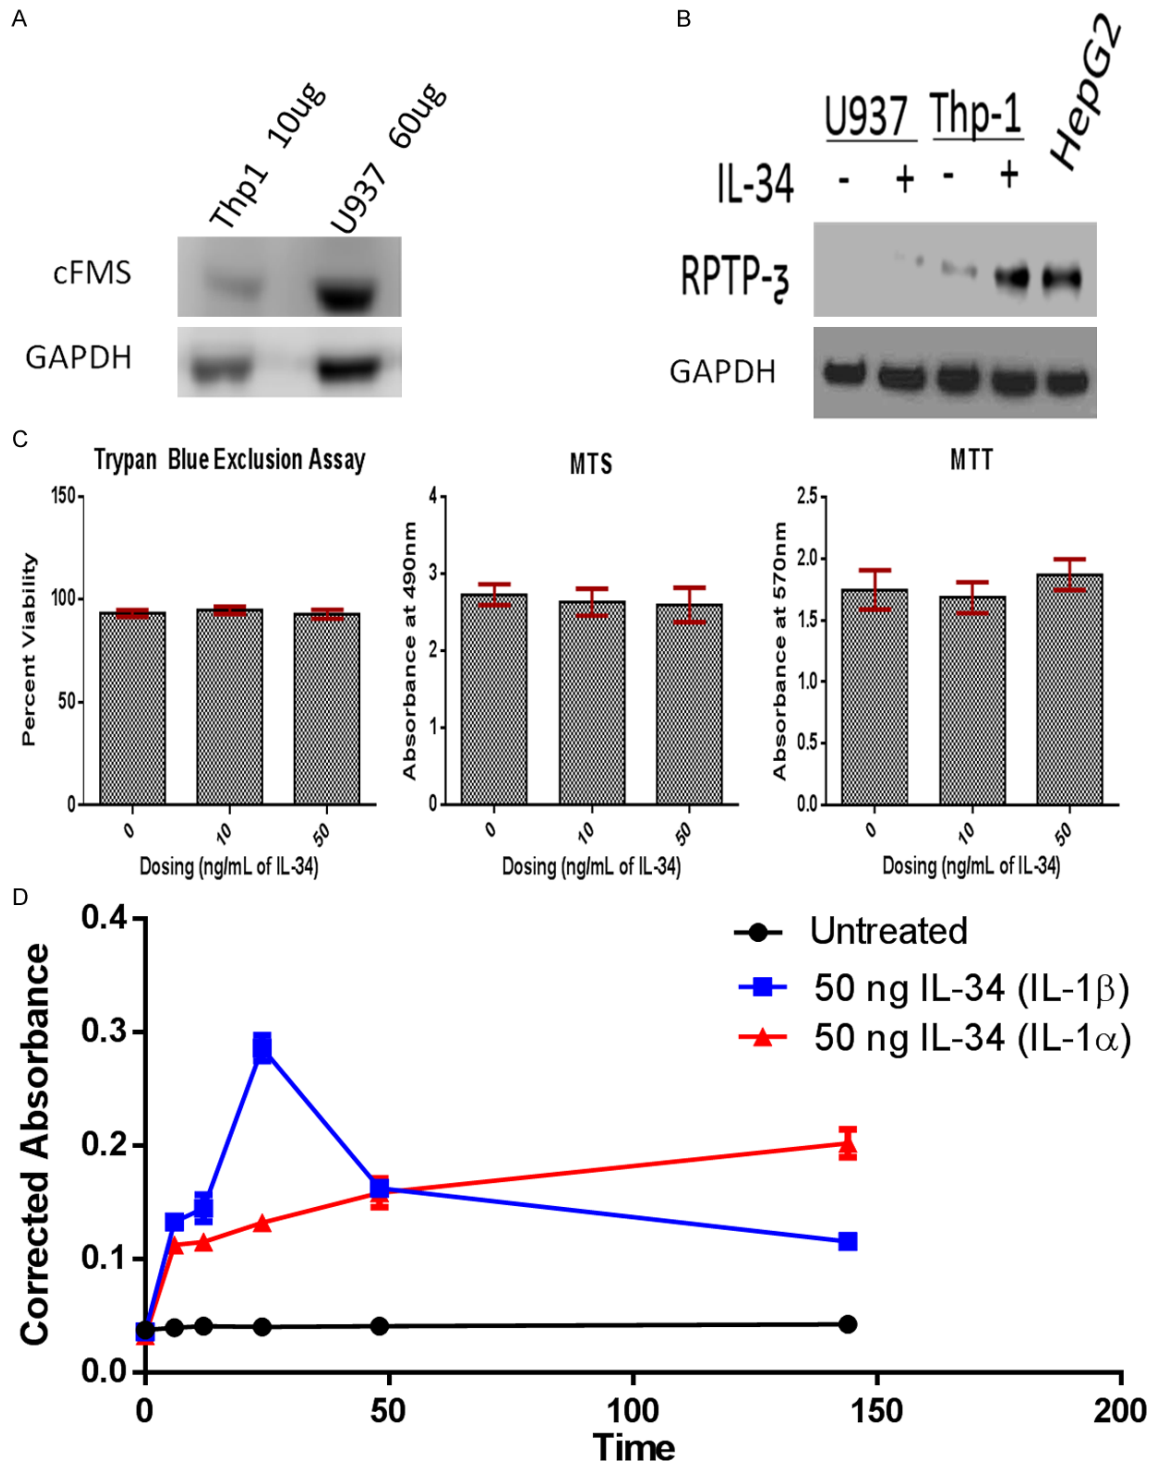 A
Thp1 10ug
U937 60ug
cFMS
GAPDH
B
U937 Thp-1 HepG2
IL-34 - + - +
RPTP-ʒ
GAPDH
C
Trypan Blue Exclusion Assay
Percent Viability
150
100
50
0
0 10 50
Dosing (ng/mL of IL-34)
MTS
Absorbance at 490nm
4
3
2
1
0
0 10 50
Dosing (ng/mL of IL-34)
MTT
Absorbance at 570nm
2.5
2.0
1.5
1.0
0.5
0.0
0 10 50
Dosing (ng/mL of IL-34)
D
Corrected Absorbance
0.4
0.3
0.2
0.1
0.0
0 50 100 150 200
Time
Untreated
50 ng IL-34 (IL-1β)
50 ng IL-34 (IL-1α)